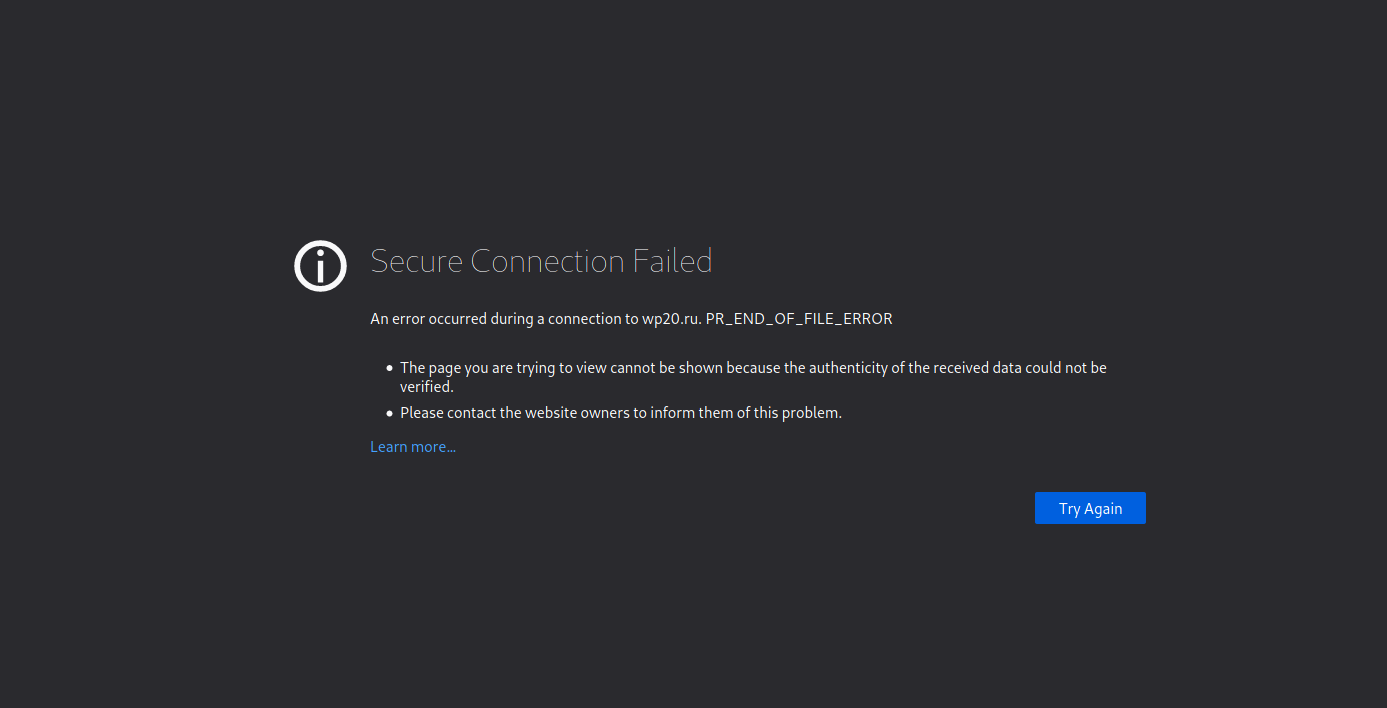 Secure Connection Failed
An error occurred during a connection to wp20.ru. PR_END_OF_FILE_ERROR
The page you are trying to view cannot be shown because the authenticity of the received data could not be
verified.
Please contact the website owners to inform them of this problem.
Learn more...
Try Again